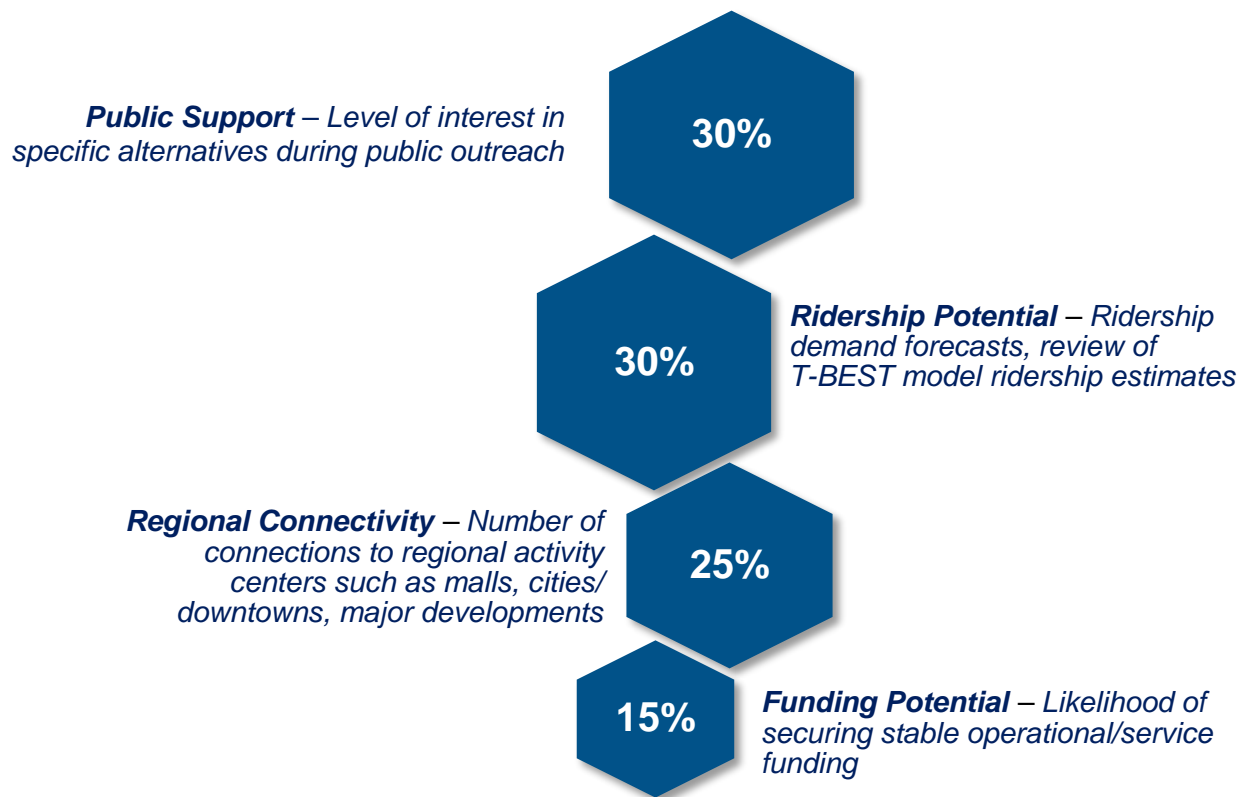 30%
Public Support – Level of interest in
specific alternatives during public outreach
30%
Ridership Potential – Ridership
demand forecasts, review of
T-BEST model ridership estimates
25%
Regional Connectivity – Number of
connections to regional activity
centers such as malls, cities/
downtowns, major developments
15%
Funding Potential – Likelihood of
securing stable operational/service
funding